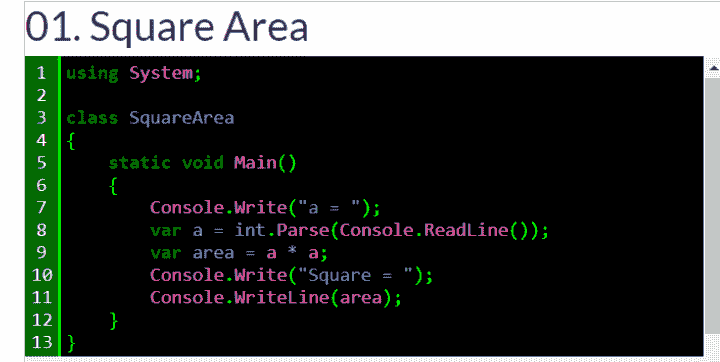 01. Square Area
1 using System;
2
3 class SquareArea
4 {
5     static void Main()
6     {
7         Console.Write("a = ");
8         var a = int.Parse(Console.ReadLine());
9         var area = a * a;
10         Console.Write("Square = ");
11         Console.WriteLine(area);
12     }
13 }